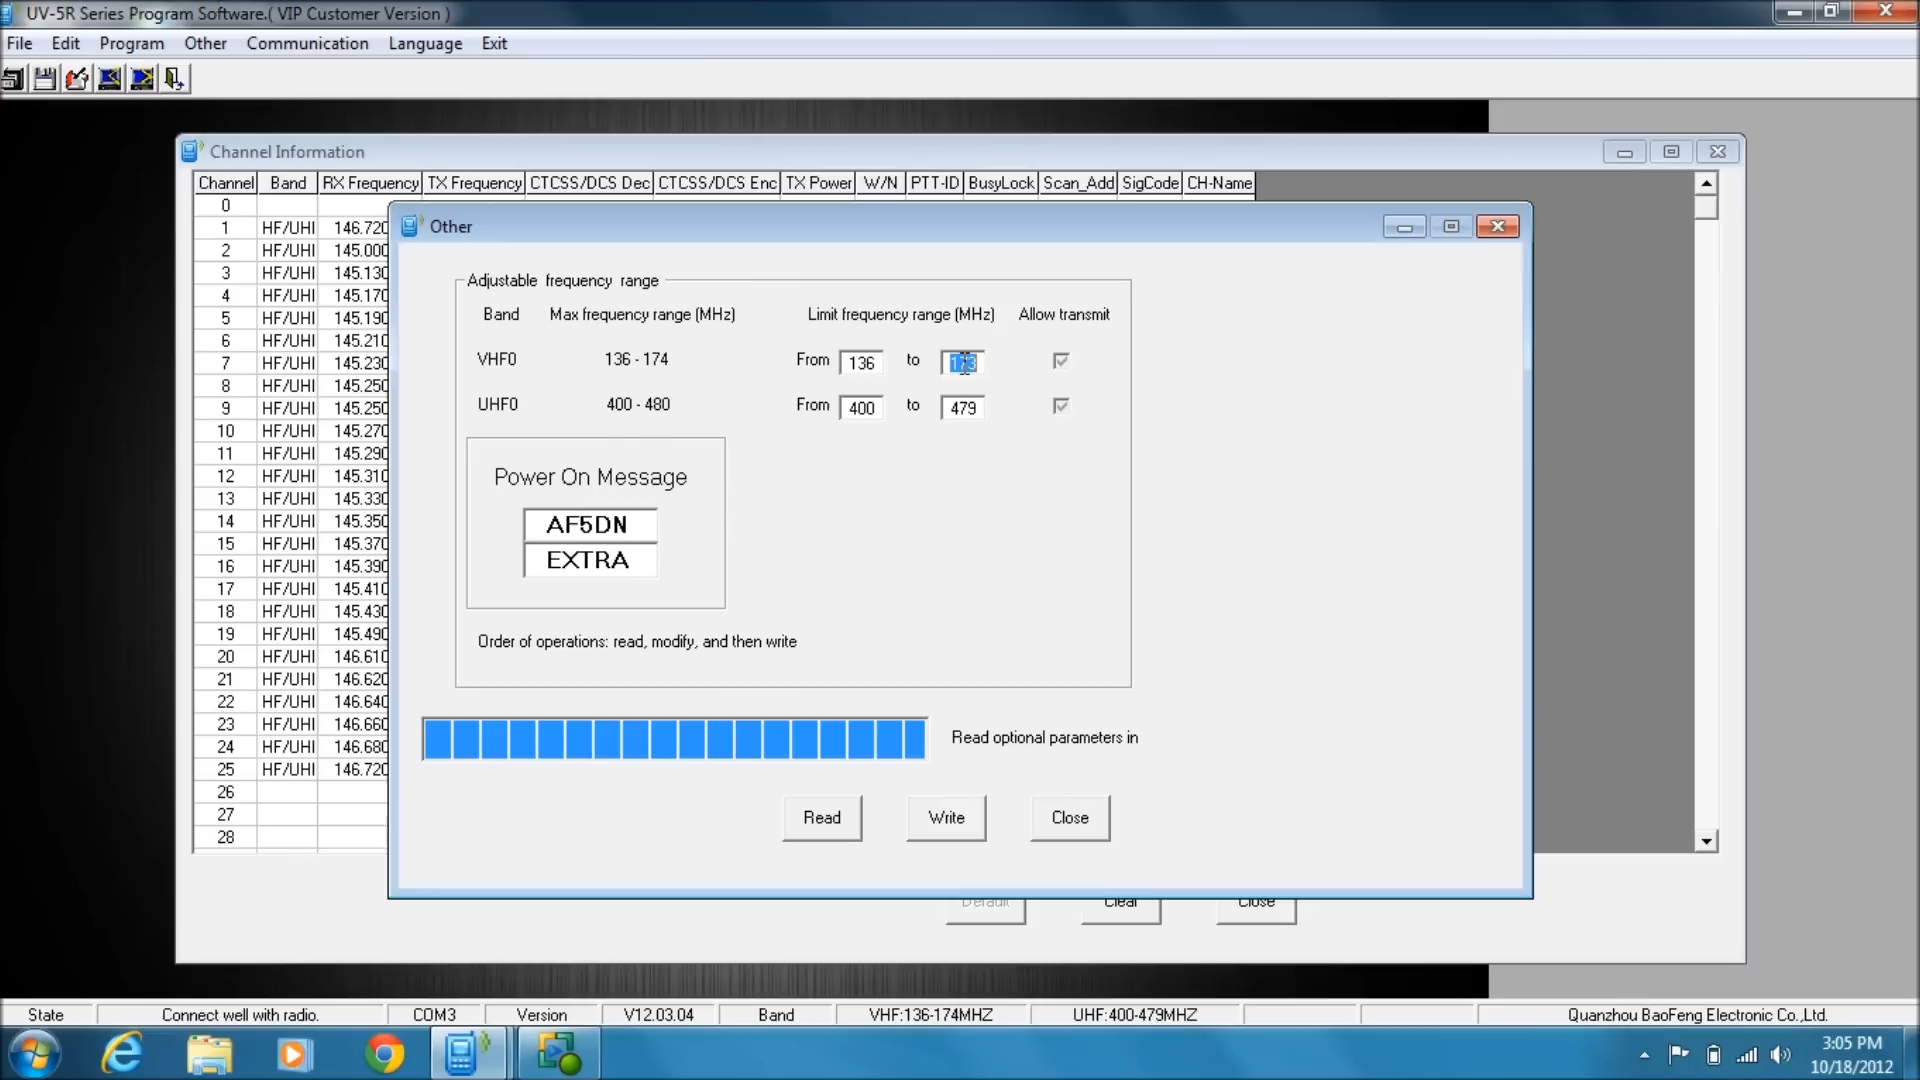 UV-5R Series Program Software.( VIP Customer Version )
File Edit Program Other Communication Language Exit
Channel Information
Channel Band RX Frequency TX Frequency CTCSS/DCS Dec CTCSS/DCS Enc TX Power W/N PTT-ID BusyLock Scan_Add SigCode CH-Name
0
1 HF/UHI 146.720
2 HF/UHI 145.000
3 HF/UHI 145.130
4 HF/UHI 145.170
5 HF/UHI 145.190
6 HF/UHI 145.210
7 HF/UHI 145.230
8 HF/UHI 145.250
9 HF/UHI 145.250
10 HF/UHI 145.270
11 HF/UHI 145.290
12 HF/UHI 145.310
13 HF/UHI 145.330
14 HF/UHI 145.350
15 HF/UHI 145.370
16 HF/UHI 145.390
17 HF/UHI 145.410
18 HF/UHI 145.430
19 HF/UHI 145.490
20 HF/UHI 146.610
21 HF/UHI 146.620
22 HF/UHI 146.640
23 HF/UHI 146.660
24 HF/UHI 146.680
25 HF/UHI 146.720
26
27
28
Other
Adjustable frequency range
Band Max frequency range (MHz) Limit frequency range (MHz) Allow transmit
VHF0 136 - 174 From 136 to 173
UHF0 400 - 480 From 400 to 479
Power On Message
AF5DN
EXTRA
Order of operations: read, modify, and then write
Read optional parameters in
Read Write Close
Default Clear Close
State Connect well with radio. COM3 Version V12.03.04 Band VHF:136-174MHZ UHF:400-479MHZ Quanzhou BaoFeng Electronic Co.,Ltd.
3:05 PM
10/18/2012